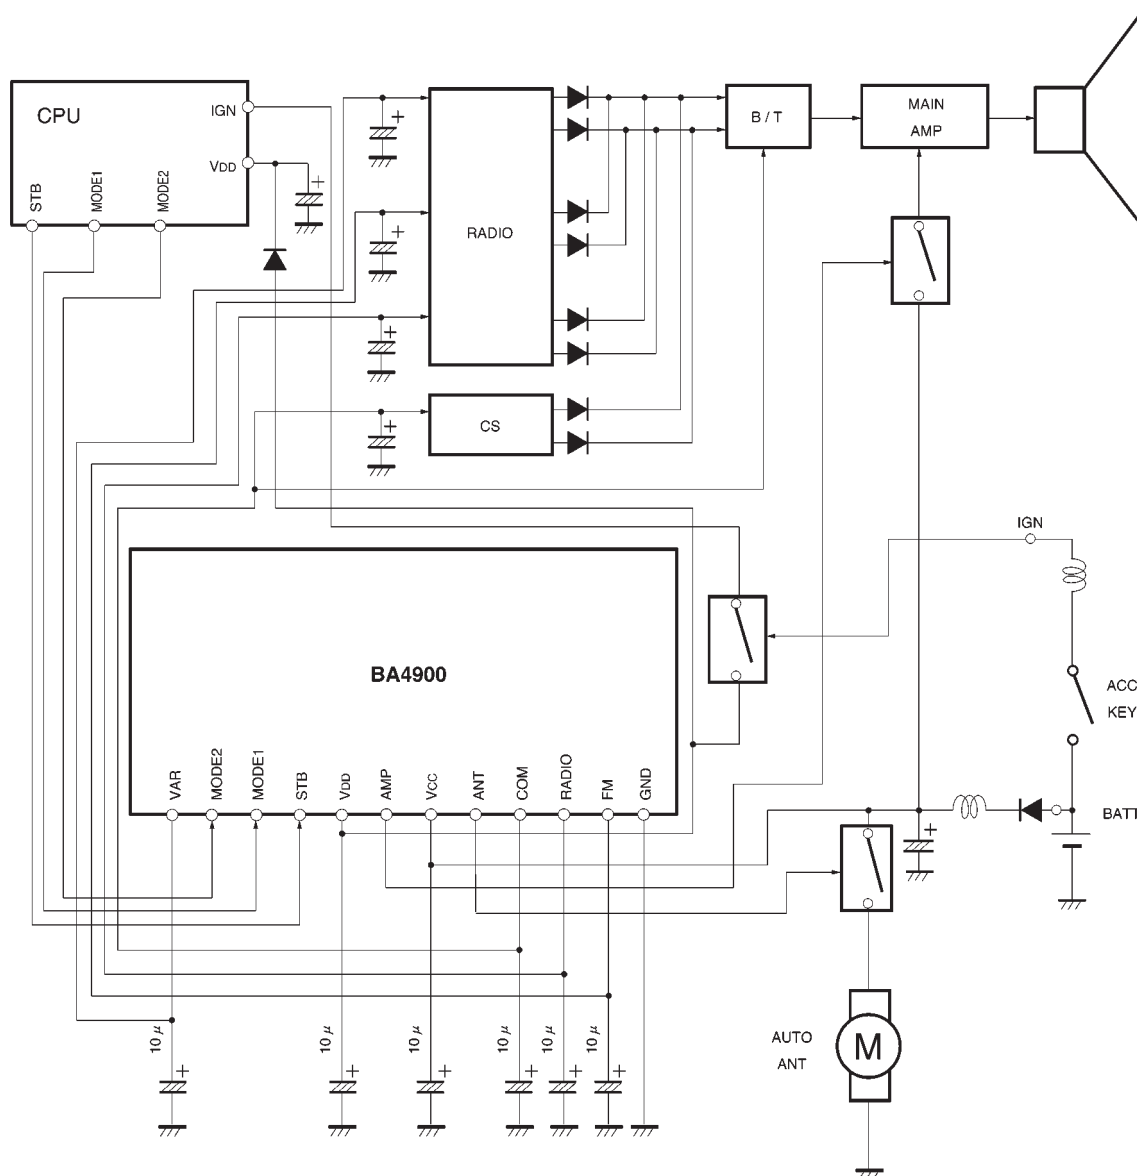 CPU
IGN
VDD
STB
MODE1
MODE2
RADIO
CS
B / T
MAIN
AMP
IGN
ACC
KEY
BATT
BA4900
VAR
MODE2
MODE1
STB
VDD
AMP
VCC
ANT
COM
RADIO
FM
GND
+
+
+
+
+
+
10 μ
10 μ
10 μ
10 μ
10 μ
10 μ
+
+
+
+
+
+
AUTO
ANT
M